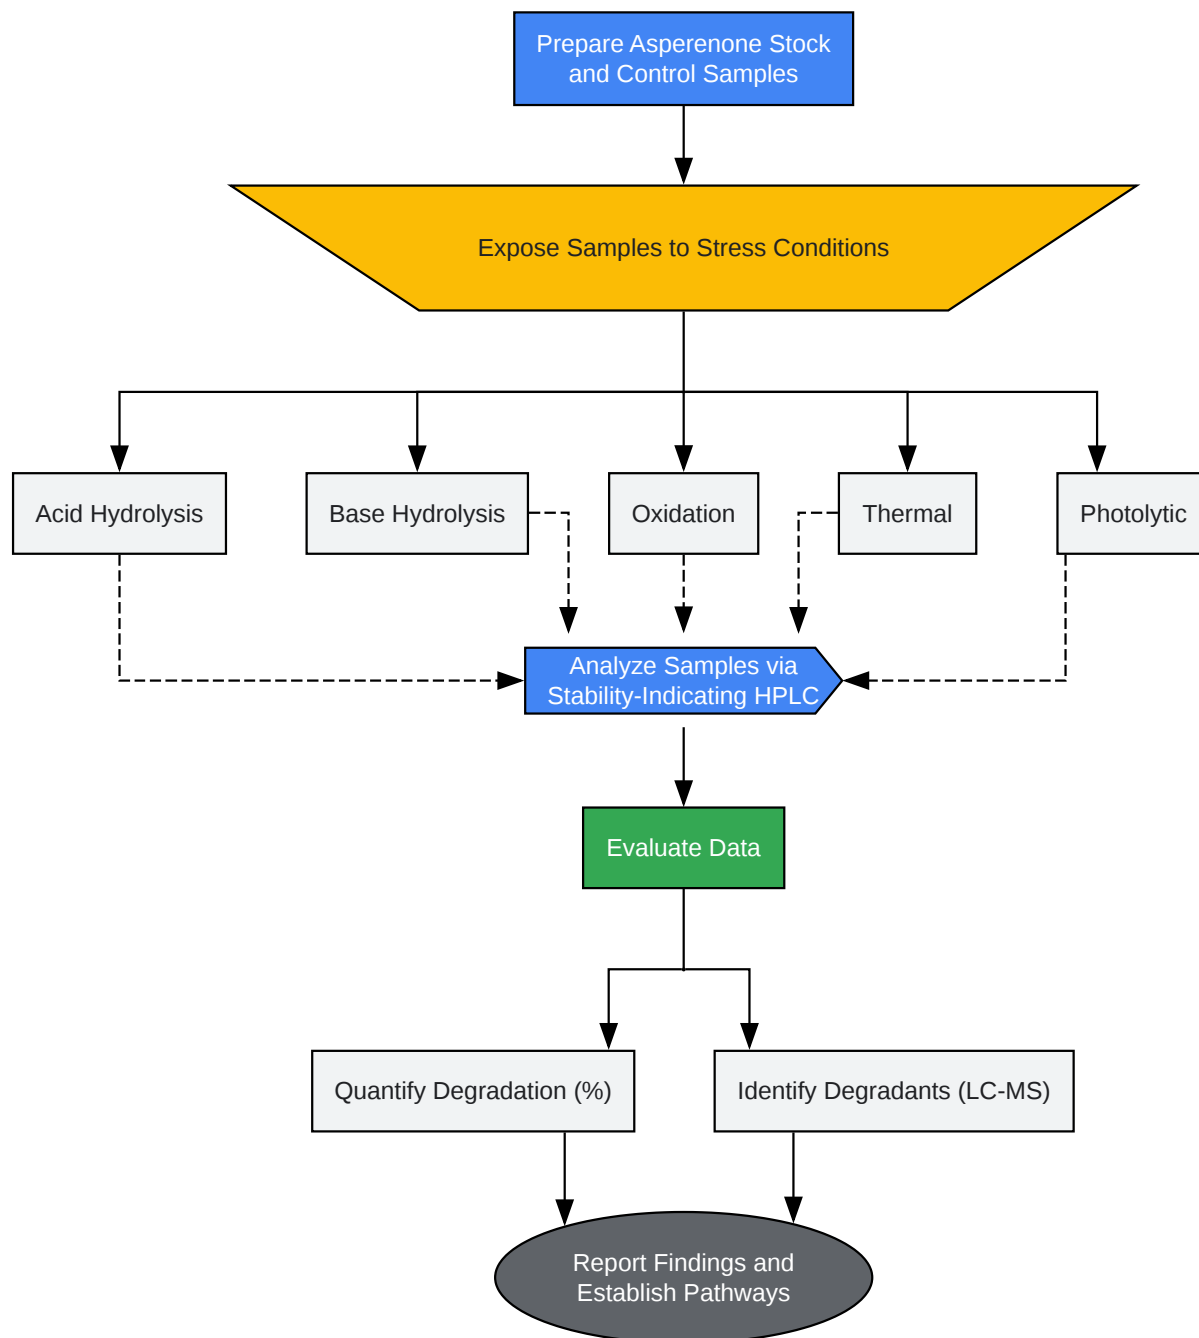 Prepare Asperenone Stock
and Control Samples
Expose Samples to Stress Conditions
Acid Hydrolysis
Base Hydrolysis
Oxidation
Thermal
Photolytic
Analyze Samples via
Stability-Indicating HPLC
Evaluate Data
Quantify Degradation (%)
Identify Degradants (LC-MS)
Report Findings and
Establish Pathways